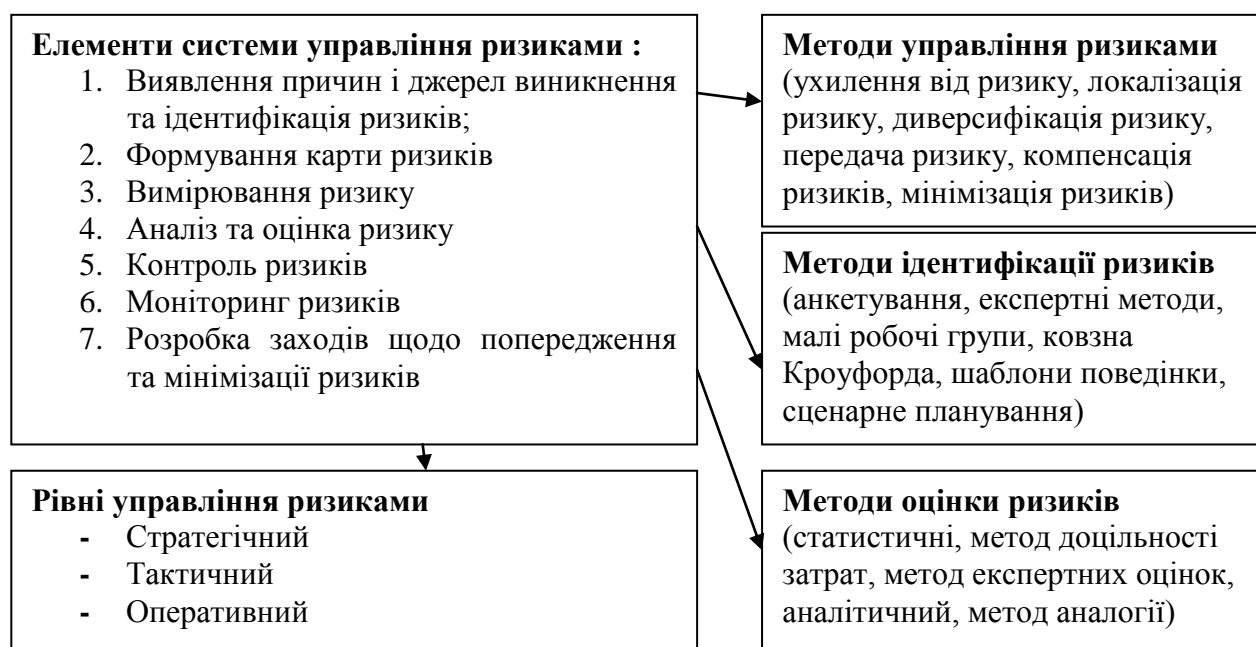 Елементи системи управління ризиками :
1. Виявлення причин і джерел виникнення
та ідентифікація ризиків;
2. Формування карти ризиків
3. Вимірювання ризику
4. Аналіз та оцінка ризику
5. Контроль ризиків
6. Моніторинг ризиків
7. Розробка заходів щодо попередження
та мінімізації ризиків
Рівні управління ризиками
- Стратегічний
- Тактичний
- Оперативний
Методи управління ризиками
(ухилення від ризику, локалізація
ризику, диверсифікація ризику,
передача ризику, компенсація
ризиків, мінімізація ризиків)
Методи ідентифікації ризиків
(анкетування, експертні методи,
малі робочі групи, ковзна
Кроуфорда, шаблони поведінки,
сценарне планування)
Методи оцінки ризиків
(статистичні, метод доцільності
затрат, метод експертних оцінок,
аналітичний, метод аналогії)